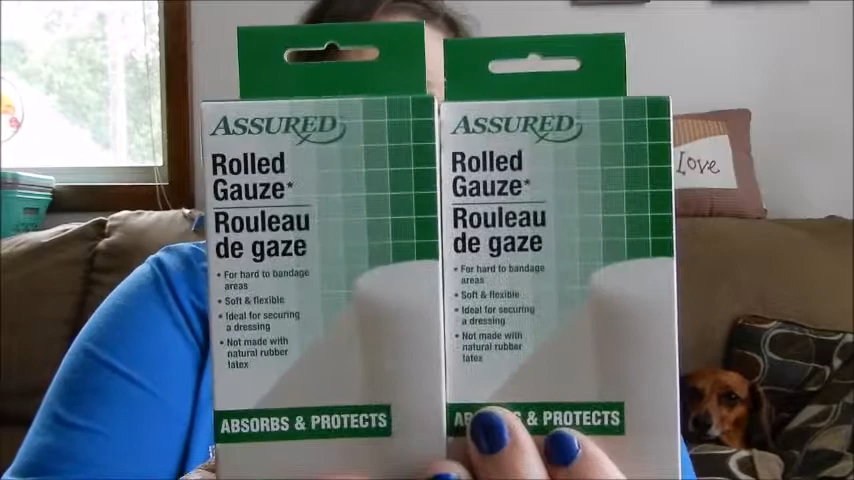 ASSURED
Rolled
Gauze*
Rouleau
de gaze
• For hard to bandage
areas
• Soft & flexible
• Ideal for securing
a dressing
• Not made with
natural rubber
latex
ABSORBS & PROTECTS
ASSURED
Rolled
Gauze*
Rouleau
de gaze
• For hard to bandage
areas
• Soft & flexible
• Ideal for securing
a dressing
• Not made with
natural rubber
latex
ABSORBS & PROTECTS
LOVE